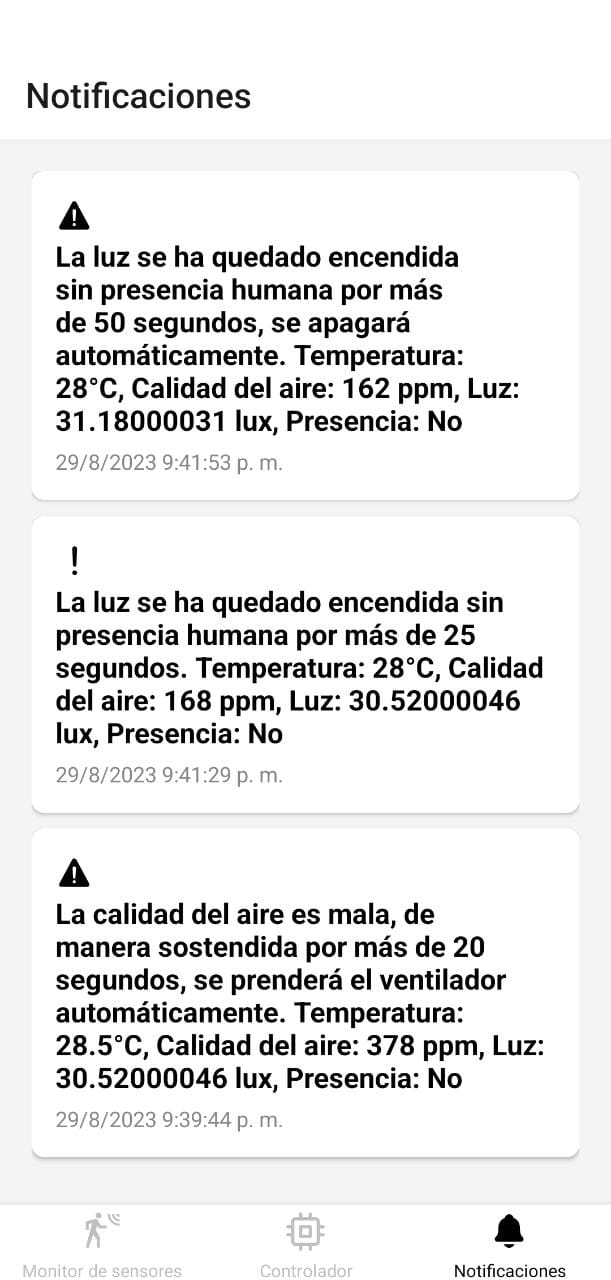 Notificaciones
La luz se ha quedado encendida
sin presencia humana por más
de 50 segundos, se apagará
automáticamente. Temperatura:
28°C, Calidad del aire: 162 ppm, Luz:
31.18000031 lux, Presencia: No
29/8/2023 9:41:53 p. m.
La luz se ha quedado encendida sin
presencia humana por más de 25
segundos. Temperatura: 28°C, Calidad
del aire: 168 ppm, Luz: 30.52000046
lux, Presencia: No
29/8/2023 9:41:29 p. m.
La calidad del aire es mala, de
manera sostendida por más de 20
segundos, se prenderá el ventilador
automáticamente. Temperatura:
28.5°C, Calidad del aire: 378 ppm, Luz:
30.52000046 lux, Presencia: No
29/8/2023 9:39:44 p. m.
Monitor de sensores
Controlador
Notificaciones